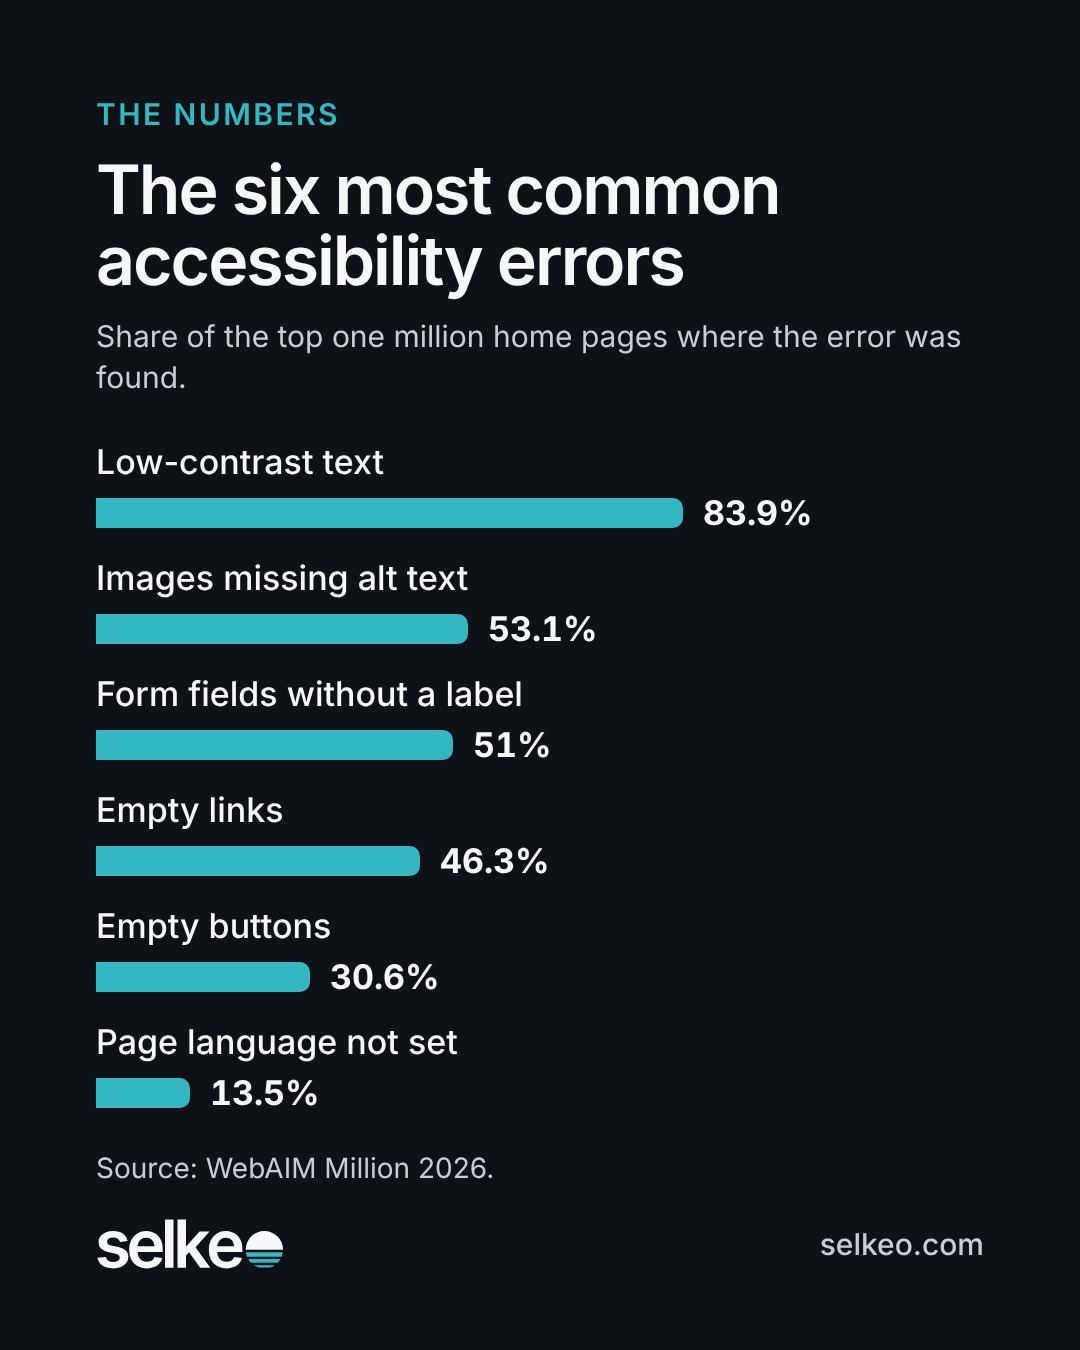 THE NUMBERS
The six most common
accessibility errors
Share of the top one million home pages where the error was
found.
Low-contrast text
83.9%
Images missing alt text
53.1%
Form fields without a label
51%
Empty links
46.3%
Empty buttons
30.6%
Page language not set
13.5%
Source: WebAIM Million 2026.
selkeo
selkeo.com